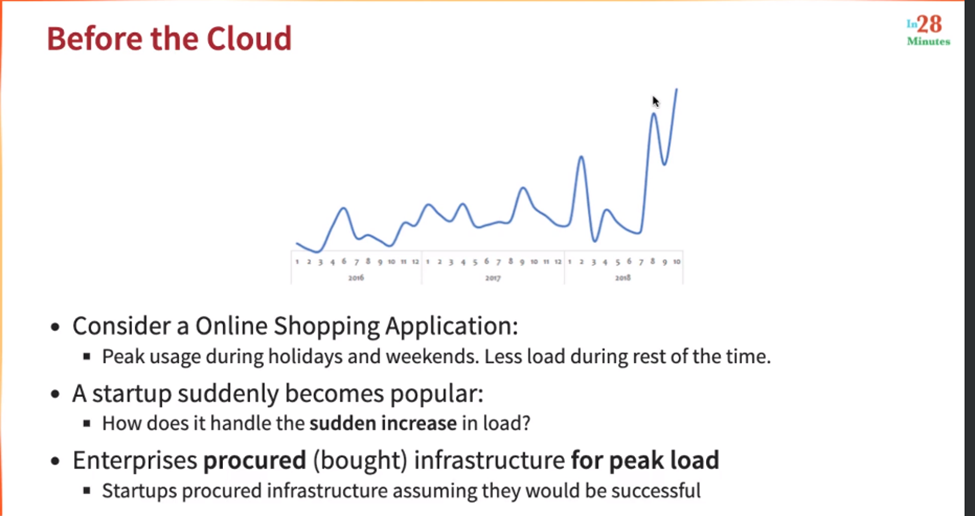 Before the Cloud
In28
Minutes
1 2 3 4 6 7 8 9 10 11 12 1 2 3 4 5 6 7 8 9 10 11 12 1 2 3 4 5 6 7 8 9 10
2016 2017 2018
• Consider a Online Shopping Application:
▪ Peak usage during holidays and weekends. Less load during rest of the time.
• A startup suddenly becomes popular:
▪ How does it handle the sudden increase in load?
• Enterprises procured (bought) infrastructure for peak load
▪ Startups procured infrastructure assuming they would be successful